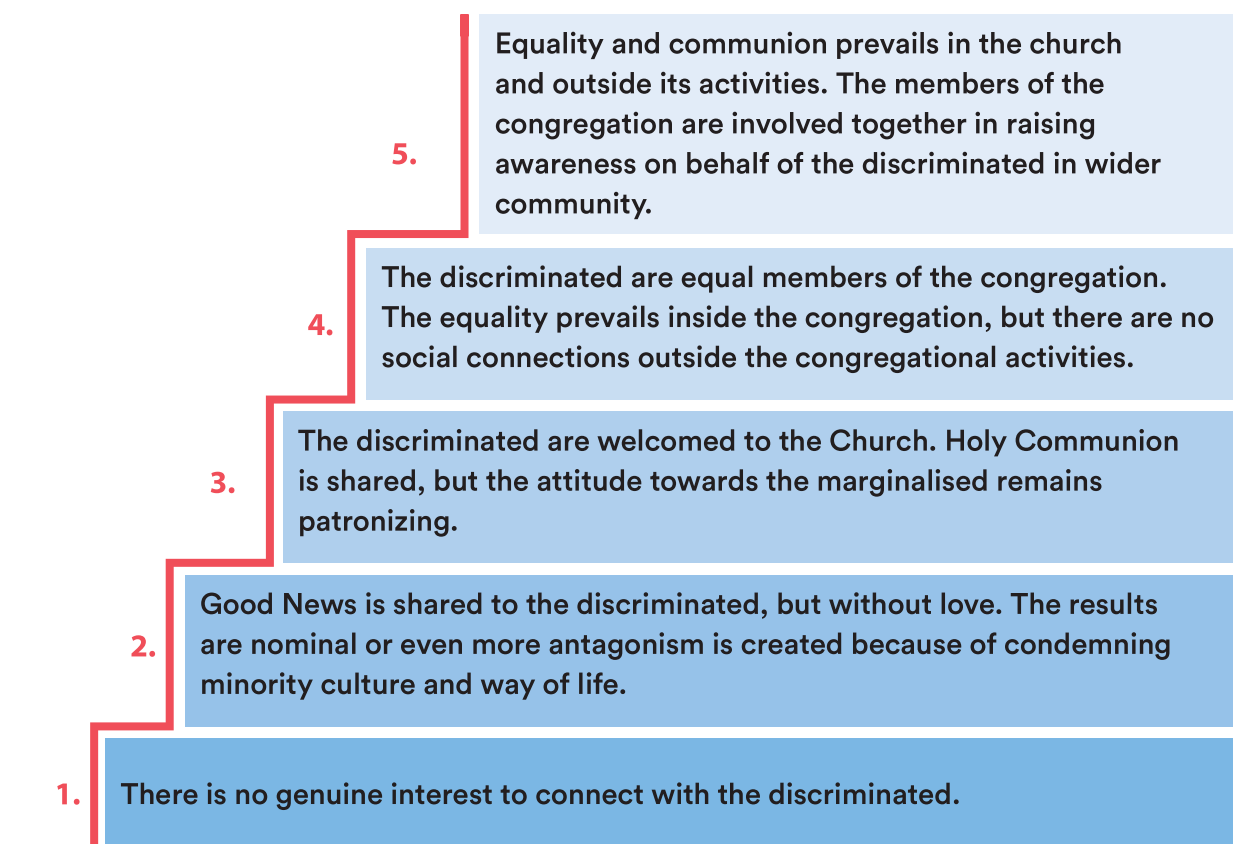 5.
Equality and communion prevails in the church
and outside its activities. The members of the
congregation are involved together in raising
awareness on behalf of the discriminated in wider
community.
4.
The discriminated are equal members of the congregation.
The equality prevails inside the congregation, but there are no
social connections outside the congregational activities.
3.
The discriminated are welcomed to the Church. Holy Communion
is shared, but the attitude towards the marginalised remains
patronizing.
2.
Good News is shared to the discriminated, but without love. The results
are nominal or even more antagonism is created because of condemning
minority culture and way of life.
1.
There is no genuine interest to connect with the discriminated.